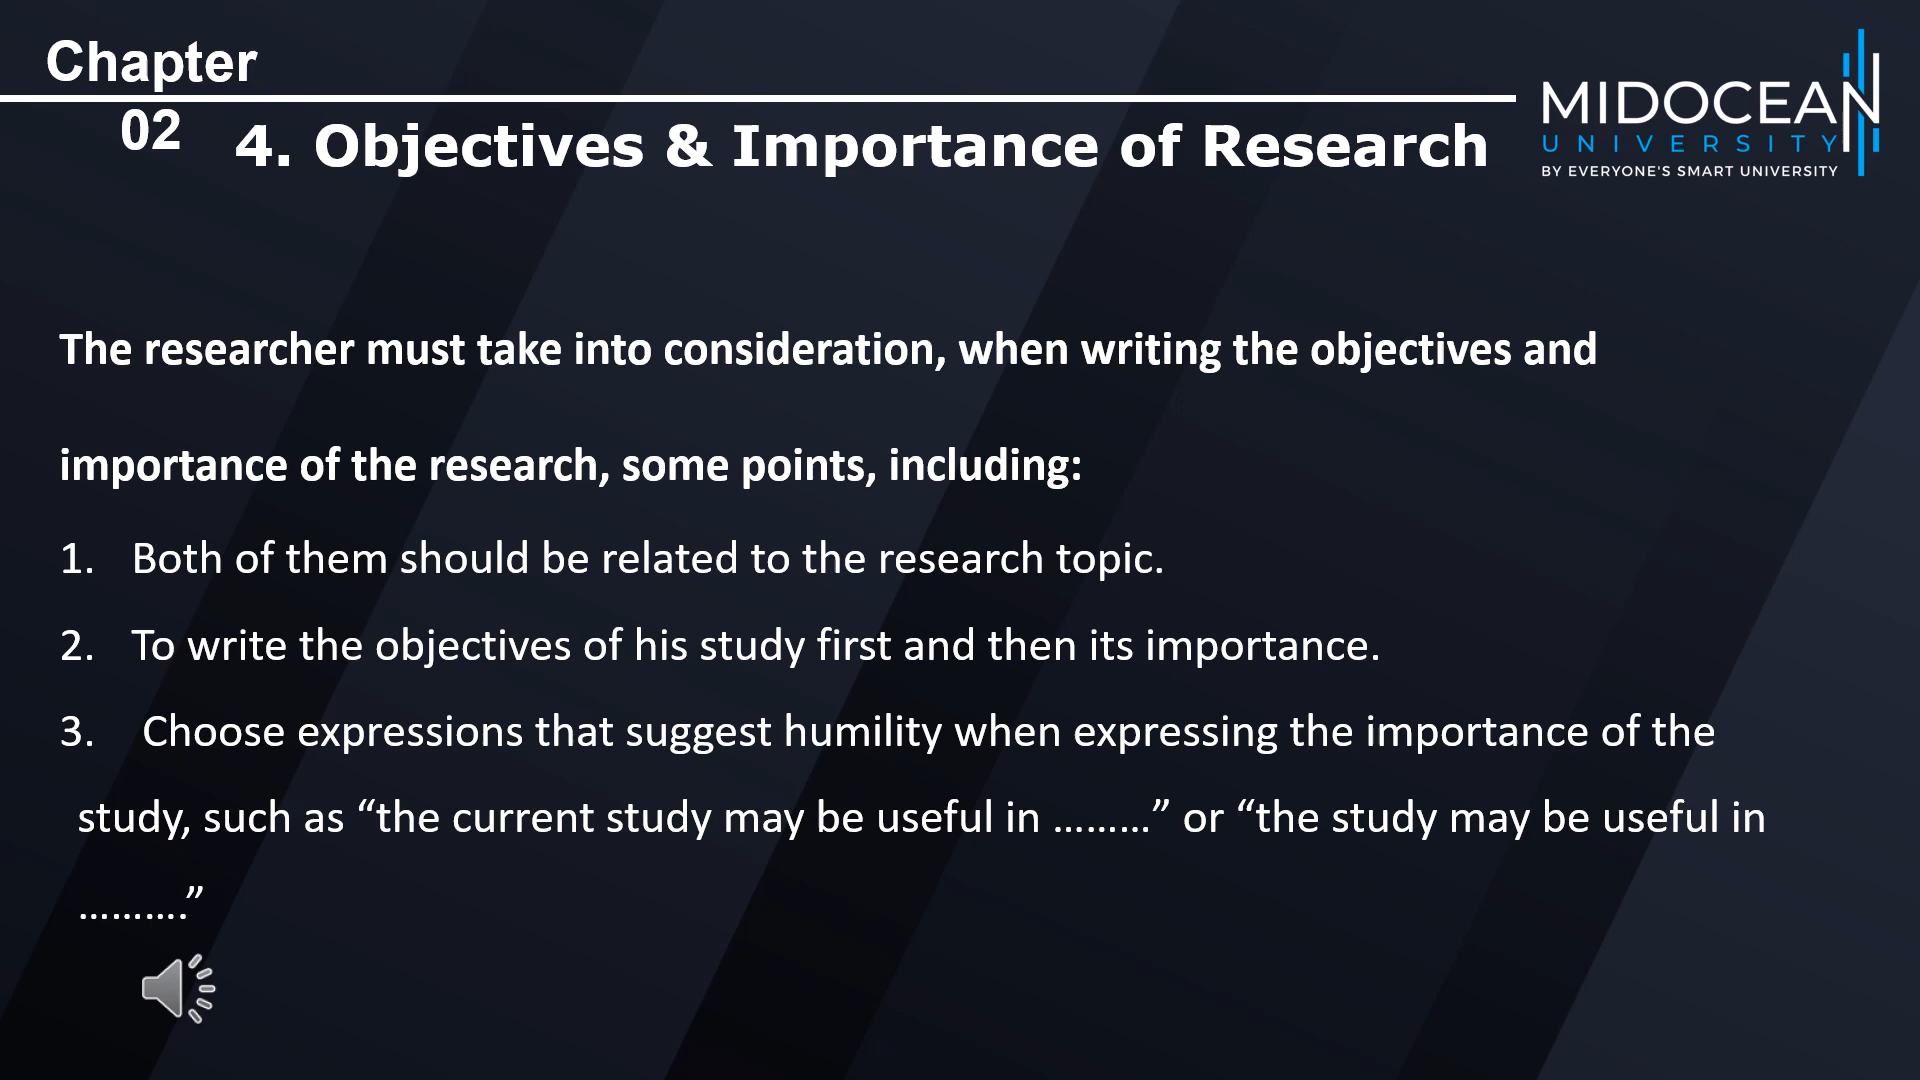 Chapter
02
4. Objectives & Importance of Research
MIDOCEAN
UNIVERSITY
BY EVERYONE'S SMART UNIVERSITY
The researcher must take into consideration, when writing the objectives and
importance of the research, some points, including:
1. Both of them should be related to the research topic.
2. To write the objectives of his study first and then its importance.
3. Choose expressions that suggest humility when expressing the importance of the
study, such as “the current study may be useful in ………” or “the study may be useful in
……….”